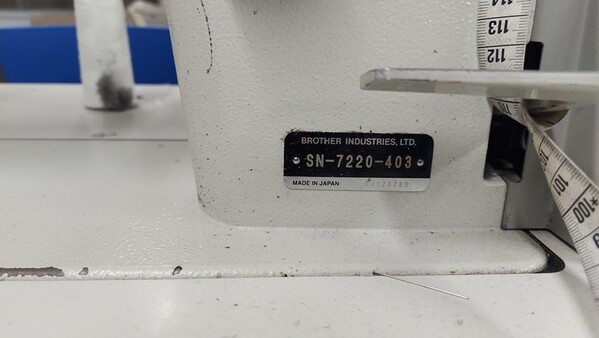 BROTHER INDUSTRIES, LTD.
SN-7220-403
MADE IN JAPAN
114
113
112
101
100